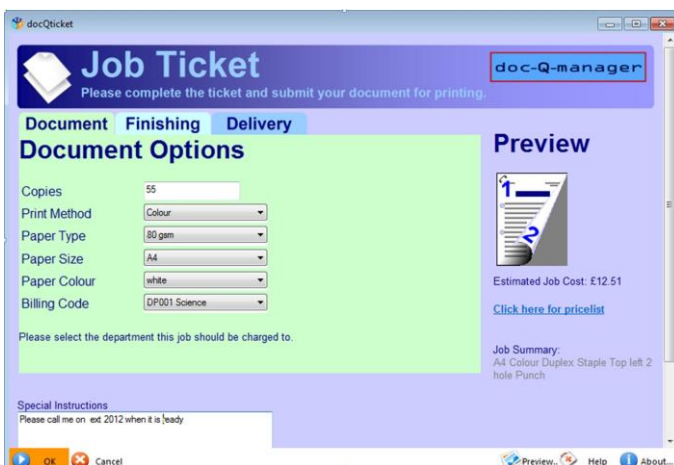 docQticket
Job Ticket
doc-Q-manager
Please complete the ticket and submit your document for printing.
Document Finishing Delivery
Document Options
Preview
Copies 55
Print Method Colour
Paper Type 80 gsm
Paper Size A4
Paper Colour white
Billing Code DP001 Science
Please select the department this job should be charged to.
1
2
Estimated Job Cost: £12.51
Click here for pricelist
Job Summary:
A4 Colour Duplex Staple Top left 2
hole Punch
Special Instructions
Please call me on ext 2012 when it is ready
OK Cancel Preview.. Help About...